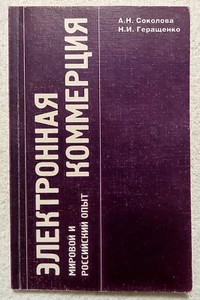 А.Н. Соколова
Н.И. Геращенко
ЭЛЕКТРОННАЯ
КОММЕРЦИЯ
МИРОВОЙ И
РОССИЙСКИЙ ОПЫТ